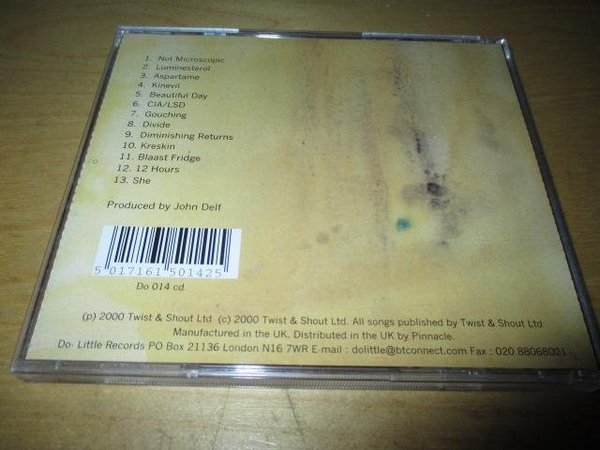 1. Not Microscopic
2. Luminesterol
3. Aspartame
4. Kinevil
5. Beautiful Day
6. CIA/LSD
7. Gouching
8. Divide
9. Diminishing Returns
10. Kreskin
11. Blaast Fridge
12. 12 Hours
13. She
Produced by John Delf
5 017161 501425
Do 014 cd
(p) 2000 Twist & Shout Ltd (c) 2000 Twist & Shout Ltd. All songs published by Twist & Shout Ltd
Manufactured in the UK. Distributed in the UK by Pinnacle.
Do- Little Records PO Box 21136 London N16 7WR E-mail : dolittle@btconnect.com Fax : 020 88068021